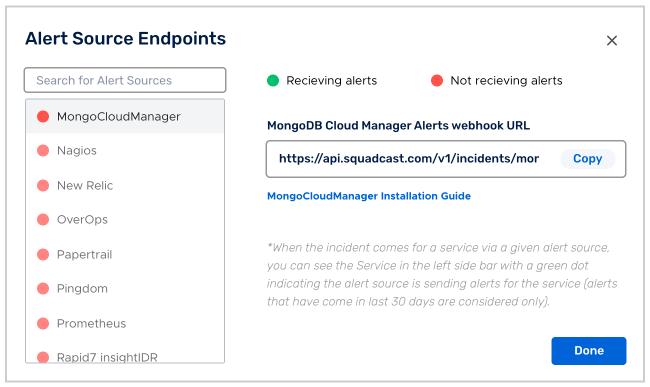 Alert Source Endpoints
Search for Alert Sources
Recieving alerts
Not recieving alerts
MongoCloudManager
Nagios
New Relic
OverOps
Papertrail
Pingdom
Prometheus
Rapid7 insightIDR
MongoDB Cloud Manager Alerts webhook URL
https://api.squadcast.com/v1/incidents/mor
Copy
MongoCloudManager Installation Guide
*When the incident comes for a service via a given alert source,
you can see the Service in the left side bar with a green dot
indicating the alert source is sending alerts for the service (alerts
that have come in last 30 days are considered only).
Done